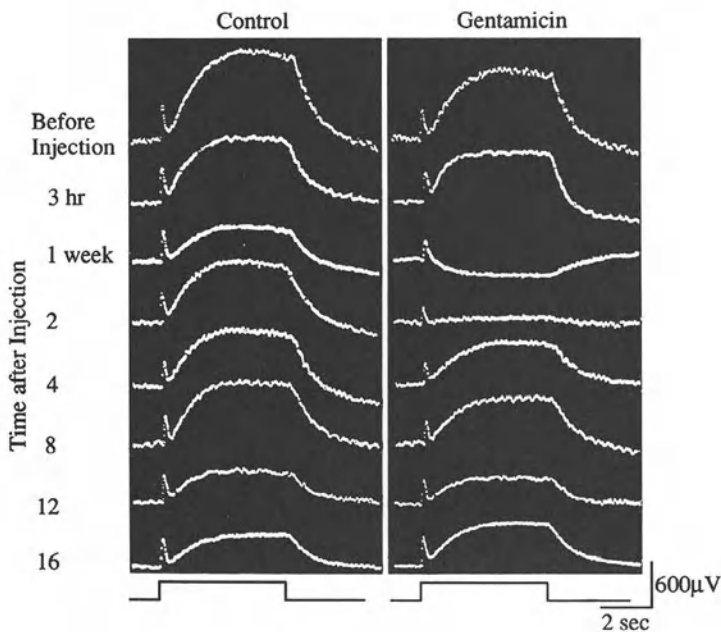 Control
Gentamicin
Before
Injection
3 hr
1 week
2
4
8
12
16
Time after Injection
600µV
2 sec